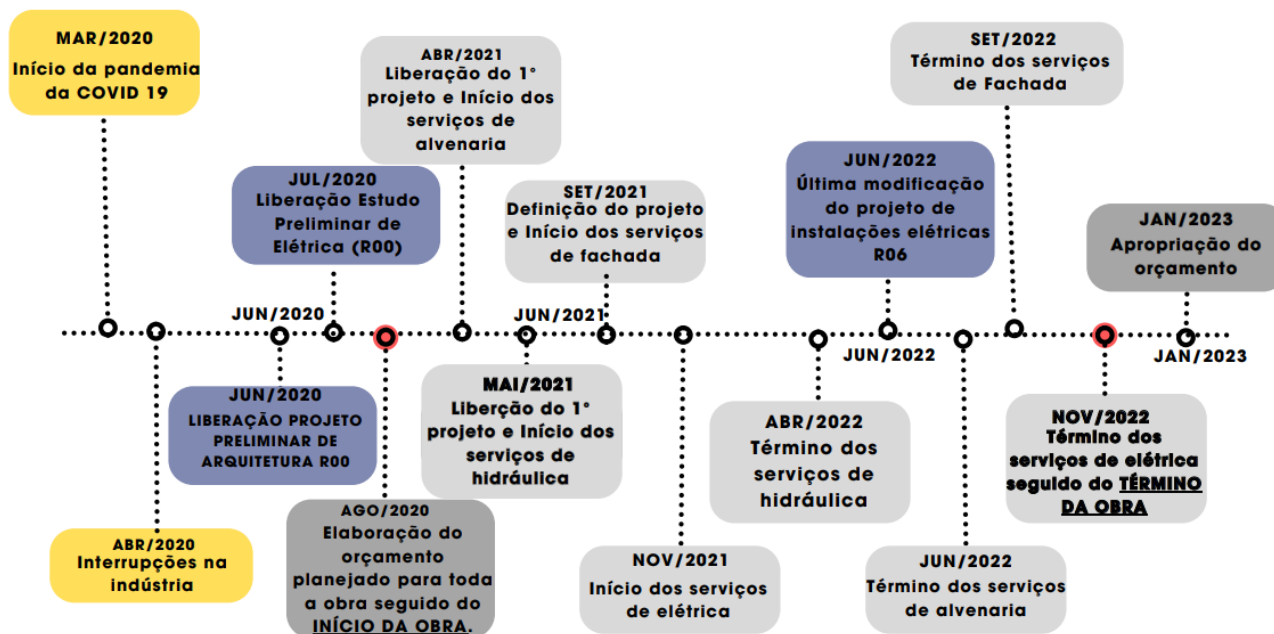 MAR/2020
Início da pandemia
da COVID 19
ABR/2021
Liberação do 1°
projeto e Início dos
serviços de
alvenaria
SET/2022
Término dos serviços
de Fachada
JUL/2020
Liberação Estudo
Preliminar de
Elétrica (R00)
SET/2021
Definição do projeto
e Início dos serviços
de fachada
JUN/2022
Última modificação
do projeto de
instalações elétricas
R06
JAN/2023
Apropriação do
orçamento
JUN/2020
JUN/2021
JUN/2022
JAN/2023
JUN/2020
LIBERAÇÃO PROJETO
PRELIMINAR DE
ARQUITETURA R00
MAI/2021
Liberção do 1°
projeto e Início dos
serviços de
hidráulica
ABR/2022
Término dos
serviços de
hidráulica
NOV/2022
Término dos
serviços de elétrica
seguido do TÉRMINO
DA OBRA
ABR/2020
Interrupções na
indústria
AGO/2020
Elaboração do
orçamento
planejado para toda
a obra seguido do
INÍCIO DA OBRA.
NOV/2021
Início dos serviços
de elétrica
JUN/2022
Término dos serviços
de alvenaria